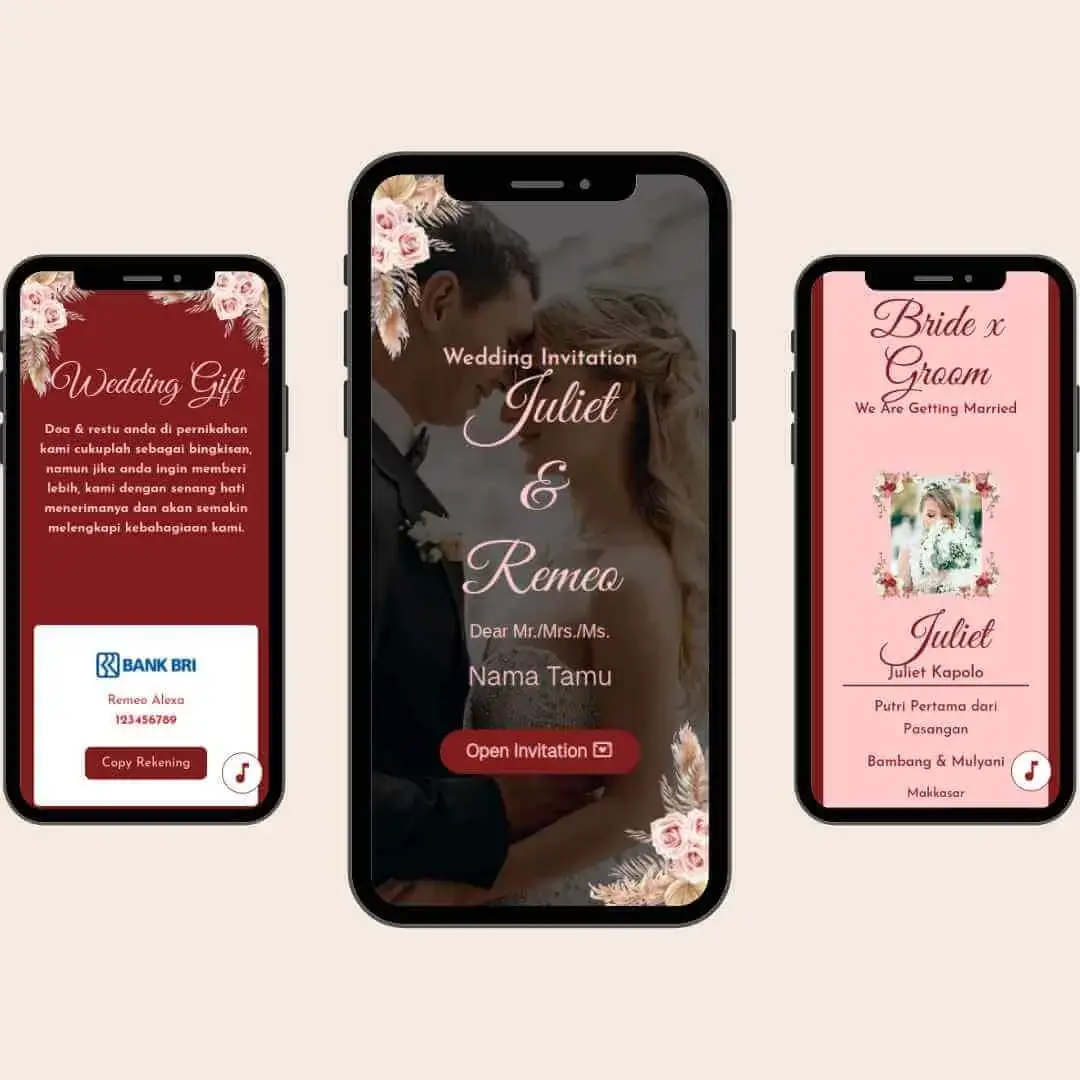 Wedding Gift
Doa & restu anda di pernikahan
kami cukuplah sebagai bingkisan,
namun jika anda ingin memberi
lebih, kami dengan senang hati
menerimanya dan akan semakin
melengkapi kebahagiaan kami.
BANK BRI
Remeo Alexa
123456789
Copy Rekening
Wedding Invitation
Juliet
&
Remeo
Dear Mr./Mrs./Ms.
Nama Tamu
Open Invitation
Bride x
Groom
We Are Getting Married
Juliet
Juliet Kapolo
Putri Pertama dari
Pasangan
Bambang & Mulyani
Makkasar